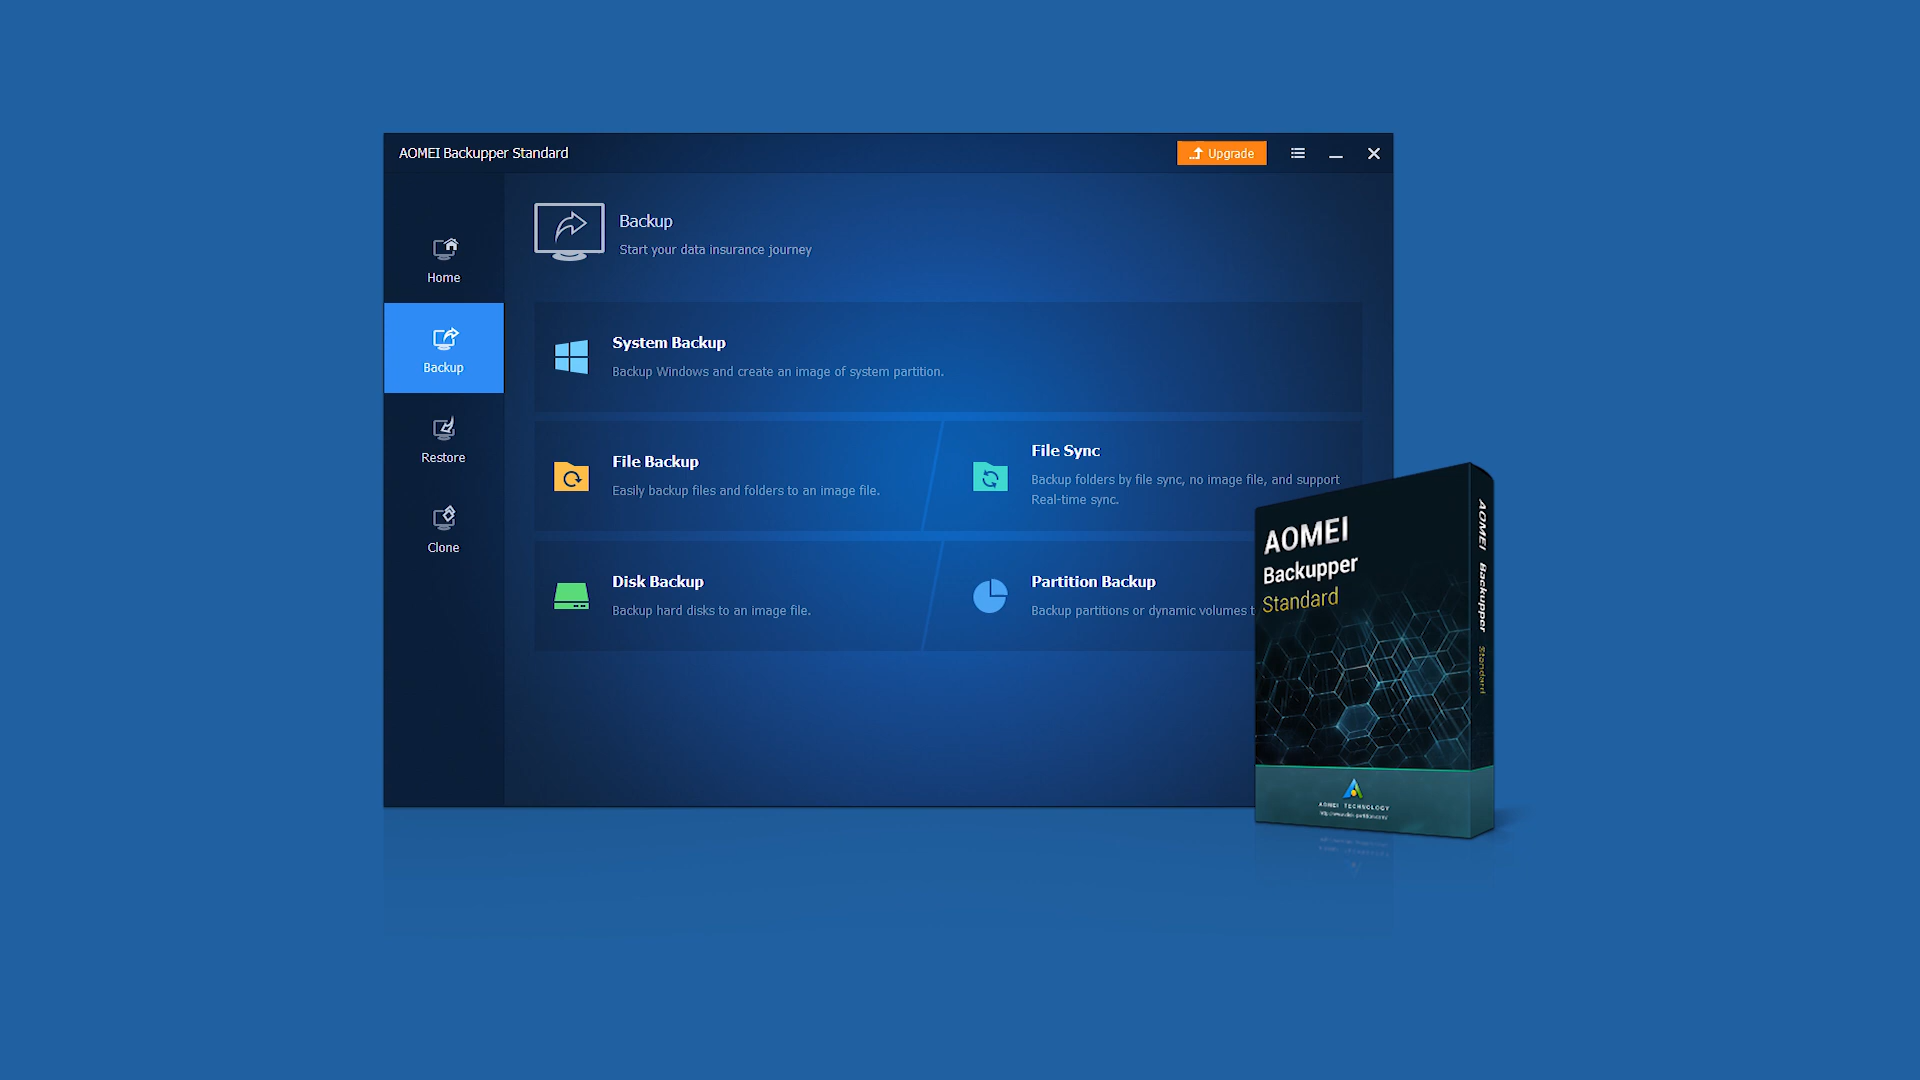 AOMEI Backupper Standard
Upgrade
Home
Backup
Restore
Clone
Backup
Start your data insurance journey
System Backup
Backup Windows and create an image of system partition.
File Backup
Easily backup files and folders to an image file.
File Sync
Backup folders by file sync, no image file, and support
Real-time sync.
Disk Backup
Backup hard disks to an image file.
Partition Backup
Backup partitions or dynamic volumes t
AOMEI
Backupper
Standard
AOMEI TECHNOLOGY
AOMEI Backupper Standard